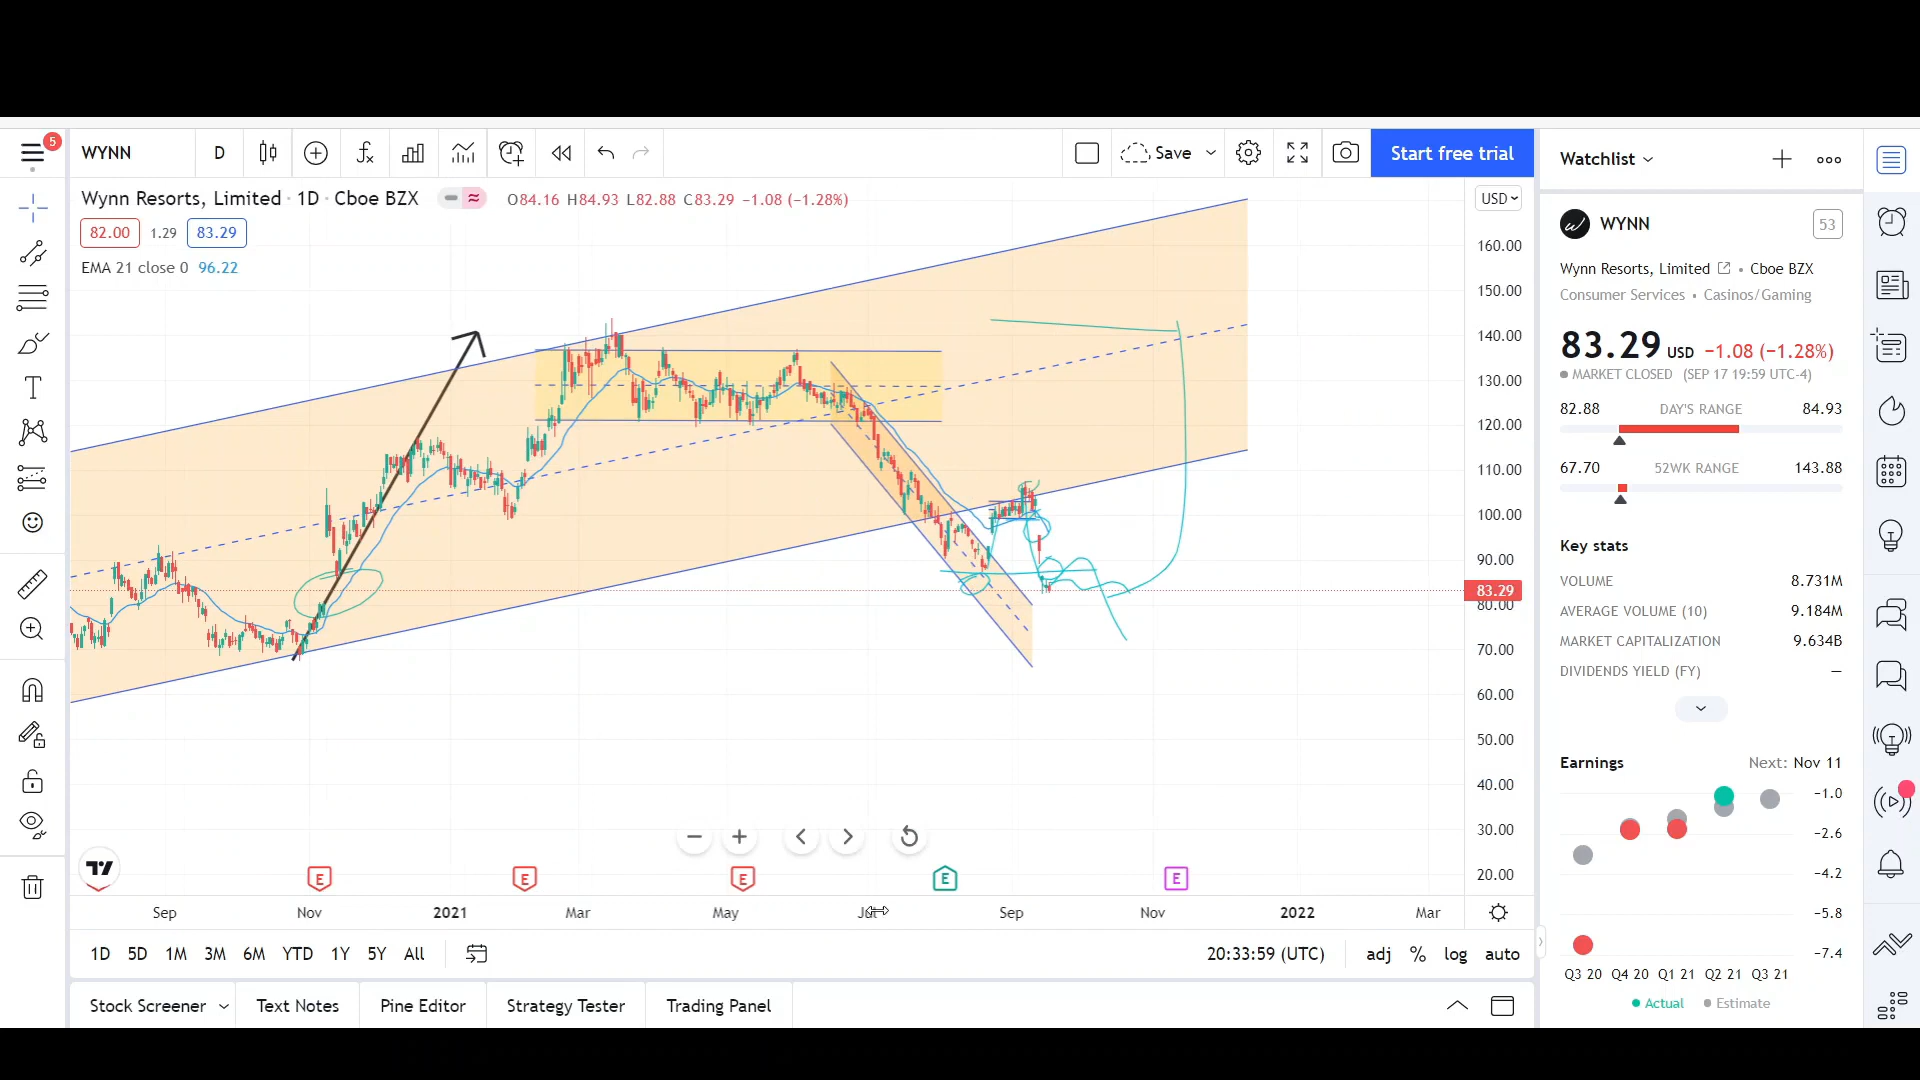 5
WYNN D Save Start free trial Watchlist
Wynn Resorts, Limited · 1D · Cboe BZX O84.16 H84.93 L82.88 C83.29 −1.08 (−1.28%) USD
82.00 1.29 83.29
EMA 21 close 0 96.22
160.00
150.00
140.00
130.00
120.00
110.00
100.00
90.00
83.29
80.00
70.00
60.00
50.00
40.00
30.00
20.00
E E E E E
Sep Nov 2021 Mar May Sep Nov 2022 Mar
1D 5D 1M 3M 6M YTD 1Y 5Y All 20:33:59 (UTC) adj % log auto
Stock Screener Text Notes Pine Editor Strategy Tester Trading Panel
WYNN 53
Wynn Resorts, Limited • Cboe BZX
Consumer Services • Casinos/Gaming
83.29 USD −1.08 (−1.28%)
MARKET CLOSED (SEP 17 19:59 UTC-4)
82.88 DAY'S RANGE 84.93
67.70 52WK RANGE 143.88
Key stats
VOLUME 8.731M
AVERAGE VOLUME (10) 9.184M
MARKET CAPITALIZATION 9.634B
DIVIDENDS YIELD (FY) —
Earnings Next: Nov 11
−1.0
−2.6
−4.2
−5.8
−7.4
Q3 20 Q4 20 Q1 21 Q2 21 Q3 21
Actual Estimate